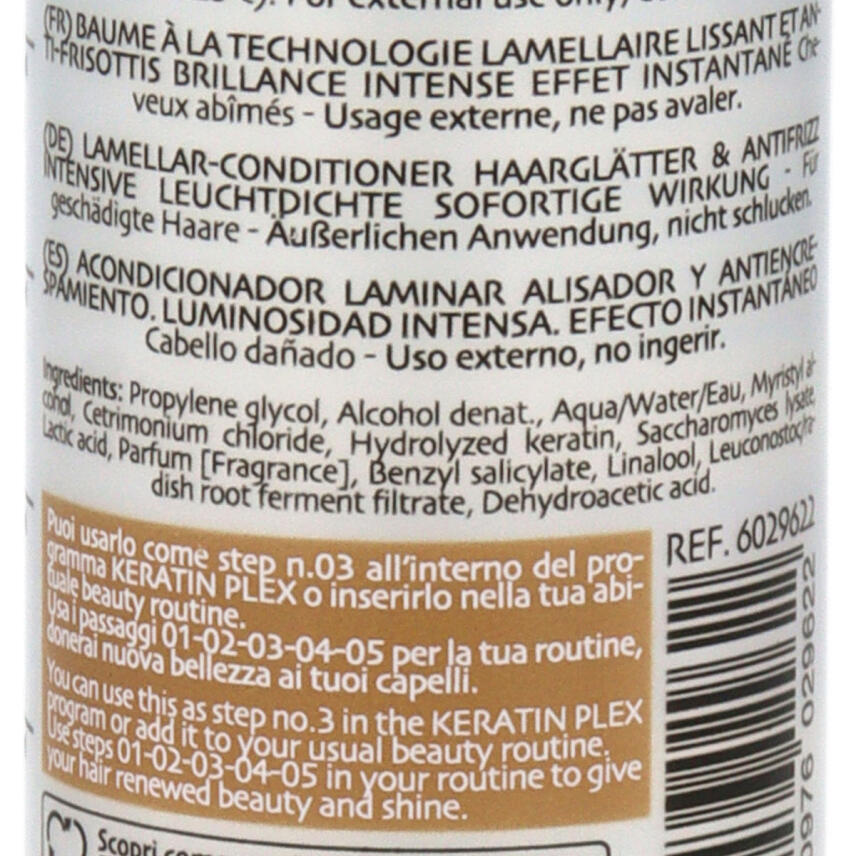 For external use only,
(FR) BAUME À LA TECHNOLOGIE LAMELLAIRE LISSANT ET AN-
TI-FRISOTTIS BRILLANCE INTENSE EFFET INSTANTANÉ Che-
veux abîmés - Usage externe, ne pas avaler.
(DE) LAMELLAR-CONDITIONER HAARGLÄTTER & ANTIFRIZZ
INTENSIVE LEUCHTDICHTE SOFORTIGE WIRKUNG - Für
geschädigte Haare - Äußerlichen Anwendung, nicht schlucken.
(ES) ACONDICIONADOR LAMINAR ALISADOR Y ANTIENCRE-
SPAMIENTO. LUMINOSIDAD INTENSA. EFECTO INSTANTÁNEO
Cabello dañado - Uso externo, no ingerir.
Ingredients: Propylene glycol, Alcohol denat., Aqua/Water/Eau, Myristyl al-
cohol, Cetrimonium chloride, Hydrolyzed keratin, Saccharomyces lysate,
Lactic acid, Parfum [Fragrance], Benzyl salicylate, Linalool, Leuconostoc/ra-
dish root ferment filtrate, Dehydroacetic acid.
Puoi usarlo come step n.03 all'interno del pro-
gramma KERATIN PLEX o inserirlo nella tua abi-
tuale beauty routine.
Usa i passaggi 01-02-03-04-05 per la tua routine,
donerai nuova bellezza ai tuoi capelli.
You can use this as step no.3 in the KERATIN PLEX
program or add it to your usual beauty routine.
Use steps 01-02-03-04-05 in your routine to give
your hair renewed beauty and shine.
REF. 6029622
0976 029622
Scopri come